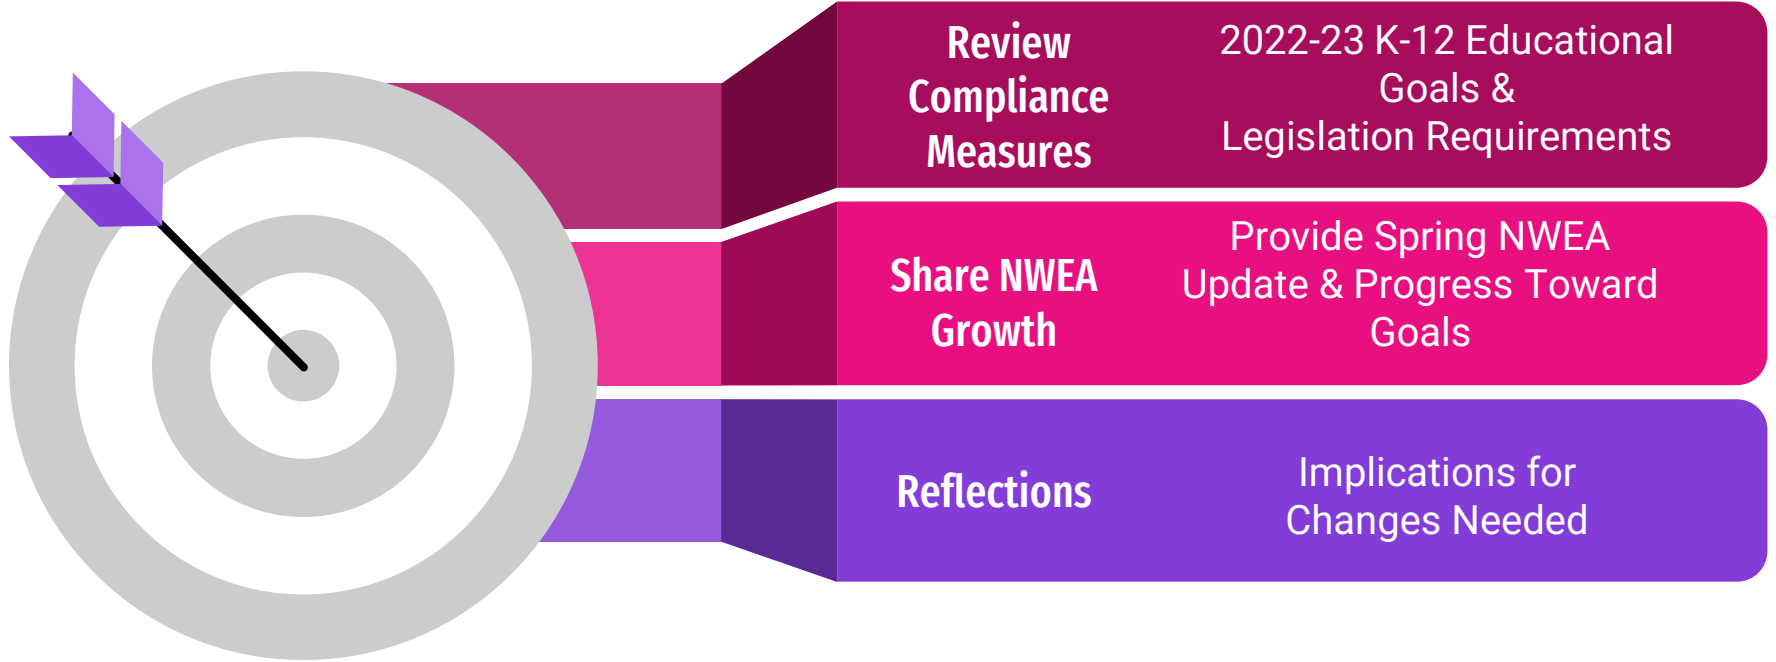 Review
Compliance
Measures
2022-23 K-12 Educational
Goals &
Legislation Requirements
Share NWEA
Growth
Provide Spring NWEA
Update & Progress Toward
Goals
Reflections
Implications for
Changes Needed